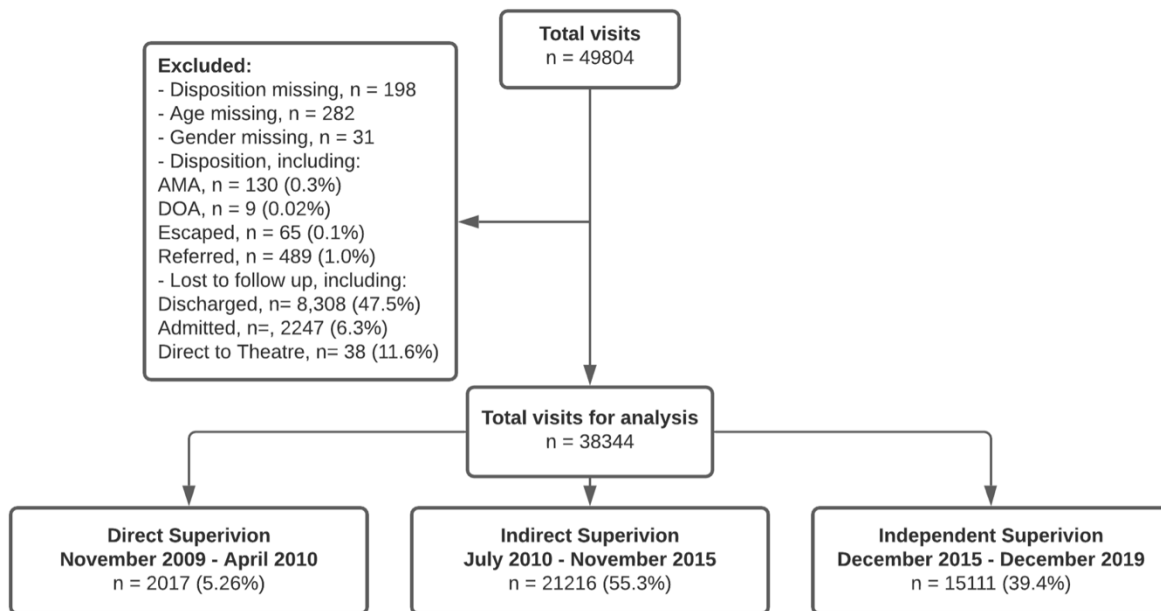 Total visits
n = 49804
Excluded:
- Disposition missing, n = 198
- Age missing, n = 282
- Gender missing, n = 31
- Disposition, including:
AMA, n = 130 (0.3%)
DOA, n = 9 (0.02%)
Escaped, n = 65 (0.1%)
Referred, n = 489 (1.0%)
- Lost to follow up, including:
Discharged, n= 8,308 (47.5%)
Admitted, n=, 2247 (6.3%)
Direct to Theatre, n= 38 (11.6%)
Total visits for analysis
n = 38344
Direct Superivion
November 2009 - April 2010
n = 2017 (5.26%)
Indirect Superivion
July 2010 - November 2015
n = 21216 (55.3%)
Independent Superivion
December 2015 - December 2019
n = 15111 (39.4%)